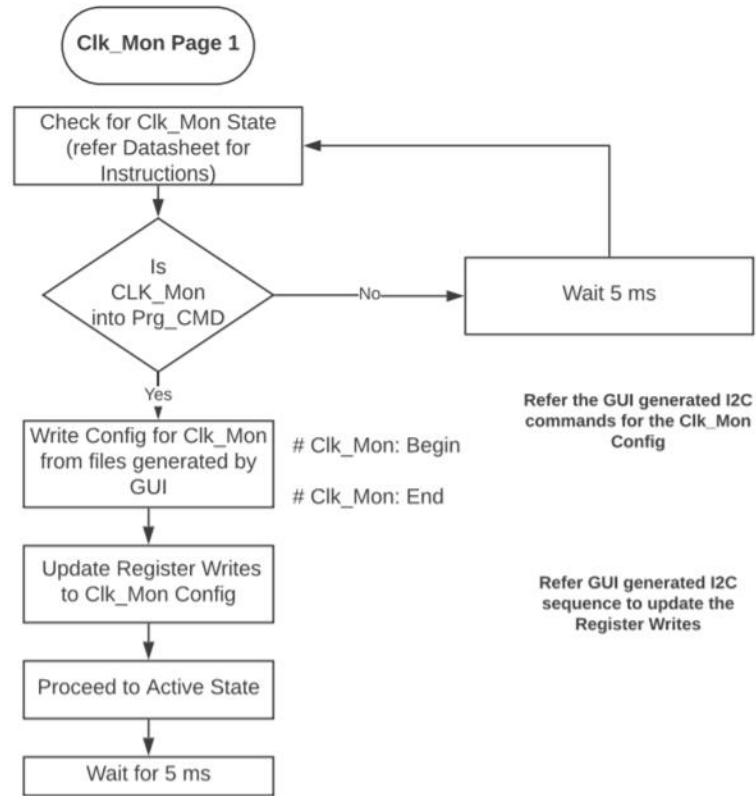 Clk_Mon Page 1
Check for Clk_Mon State
(refer Datasheet for
Instructions)
Is
CLK_Mon
into Prg_CMD
No
Wait 5 ms
Yes
Refer the GUI generated I2C
commands for the Clk_Mon
Config
Write Config for Clk_Mon
from files generated by
GUI
# Clk_Mon: Begin
# Clk_Mon: End
Update Register Writes
to Clk_Mon Config
Refer GUI generated I2C
sequence to update the
Register Writes
Proceed to Active State
Wait for 5 ms